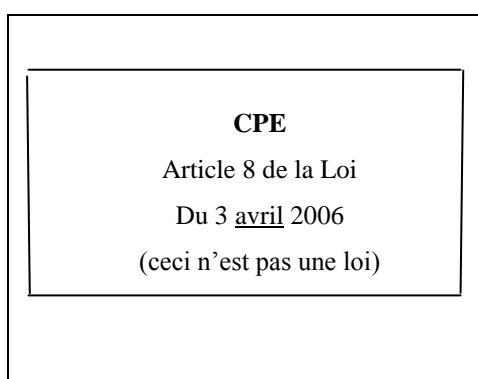 CPE
Article 8 de la Loi
Du 3 avril 2006
(ceci n’est pas une loi)